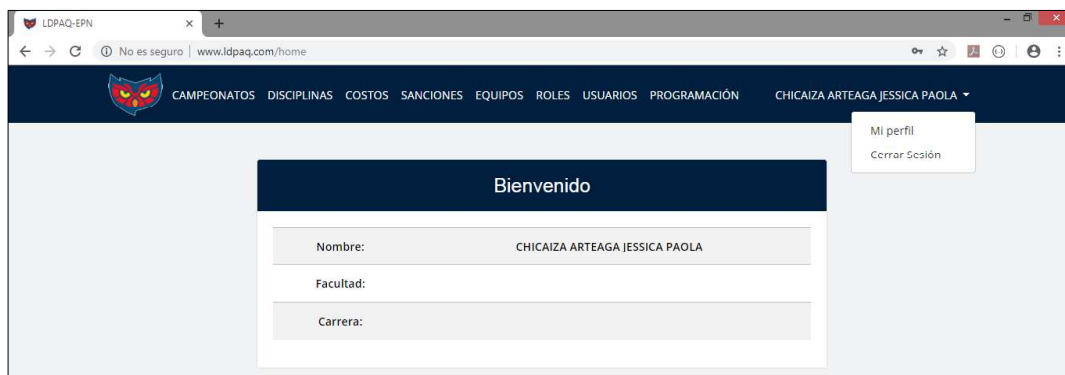 LDPAQ-EPN
No es seguro | www.ldpaq.com/home
CAMPEONATOS DISCIPLINAS COSTOS SANCIONES EQUIPOS ROLES USUARIOS PROGRAMACIÓN CHICAIZA ARTEAGA JESSICA PAOLA
Mi perfil
Cerrar Sesión
Bienvenido
Nombre: CHICAIZA ARTEAGA JESSICA PAOLA
Facultad:
Carrera: